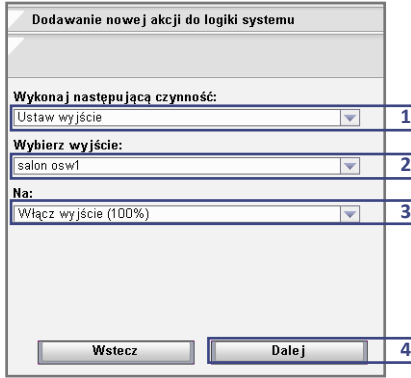 Dodawanie nowej akcji do logiki systemu
Wykonaj następującą czynność:
Ustaw wyjście
1
Wybierz wyjście:
salon osw1
2
Na:
Włącz wyjście (100%)
3
Wstecz
Dalej
4